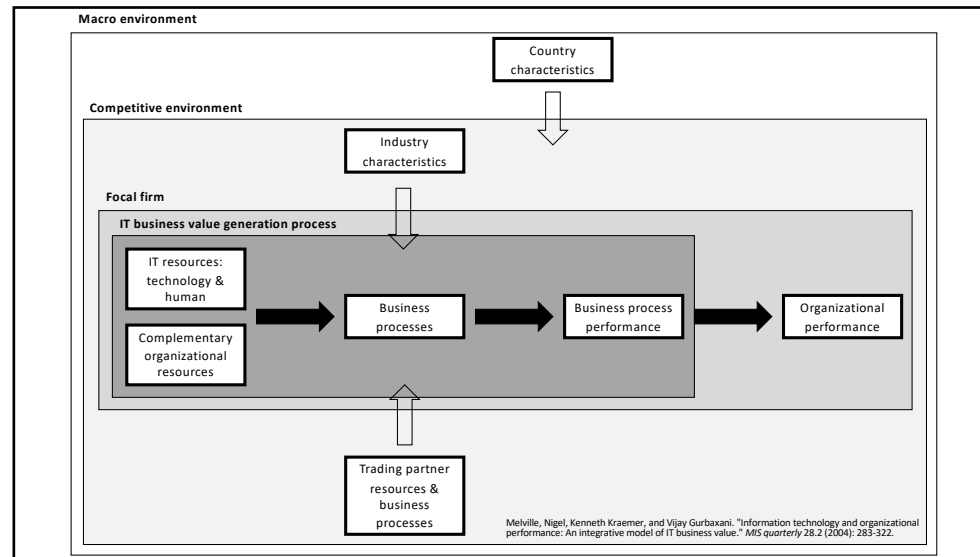 Macro environment
Country
characteristics
Competitive environment
Industry
characteristics
Focal firm
IT business value generation process
IT resources:
technology &
human
Complementary
organizational
resources
Business
processes
Business process
performance
Organizational
performance
Trading partner
resources &
business
processes
Melville, Nigel, Kenneth Kraemer, and Vijay Gurbaxani. "Information technology and organizational
performance: An integrative model of IT business value." MIS quarterly 28.2 (2004): 283-322.